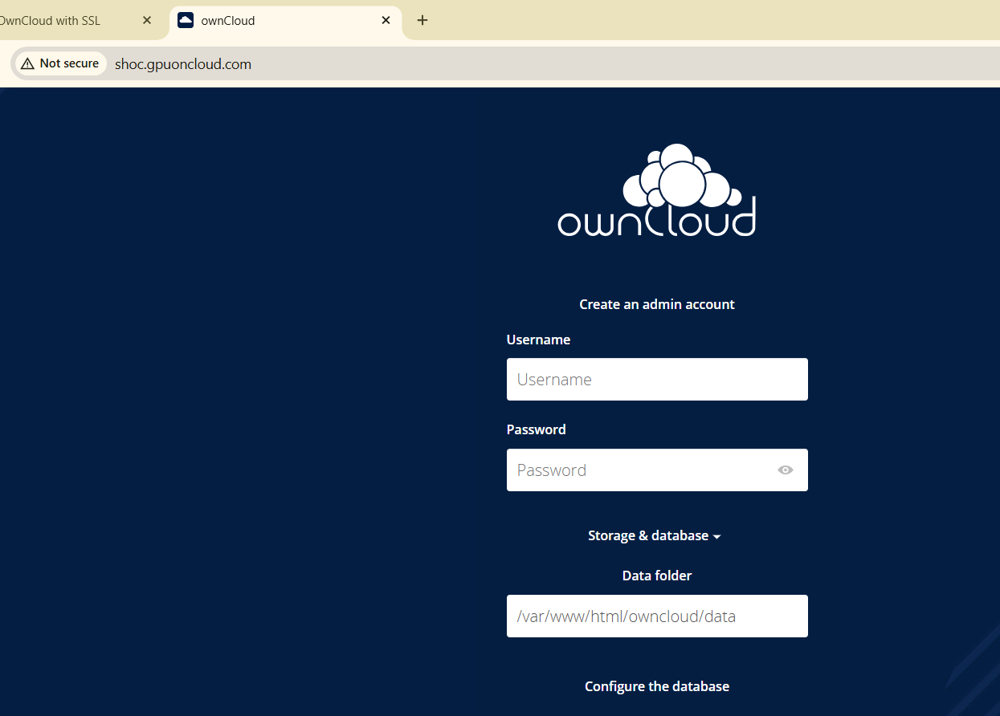 OwnCloud with SSL
ownCloud
Not secure
shoc.gpuoncloud.com
ownCloud
Create an admin account
Username
Username
Password
Password
Storage & database
Data folder
/var/www/html/owncloud/data
Configure the database